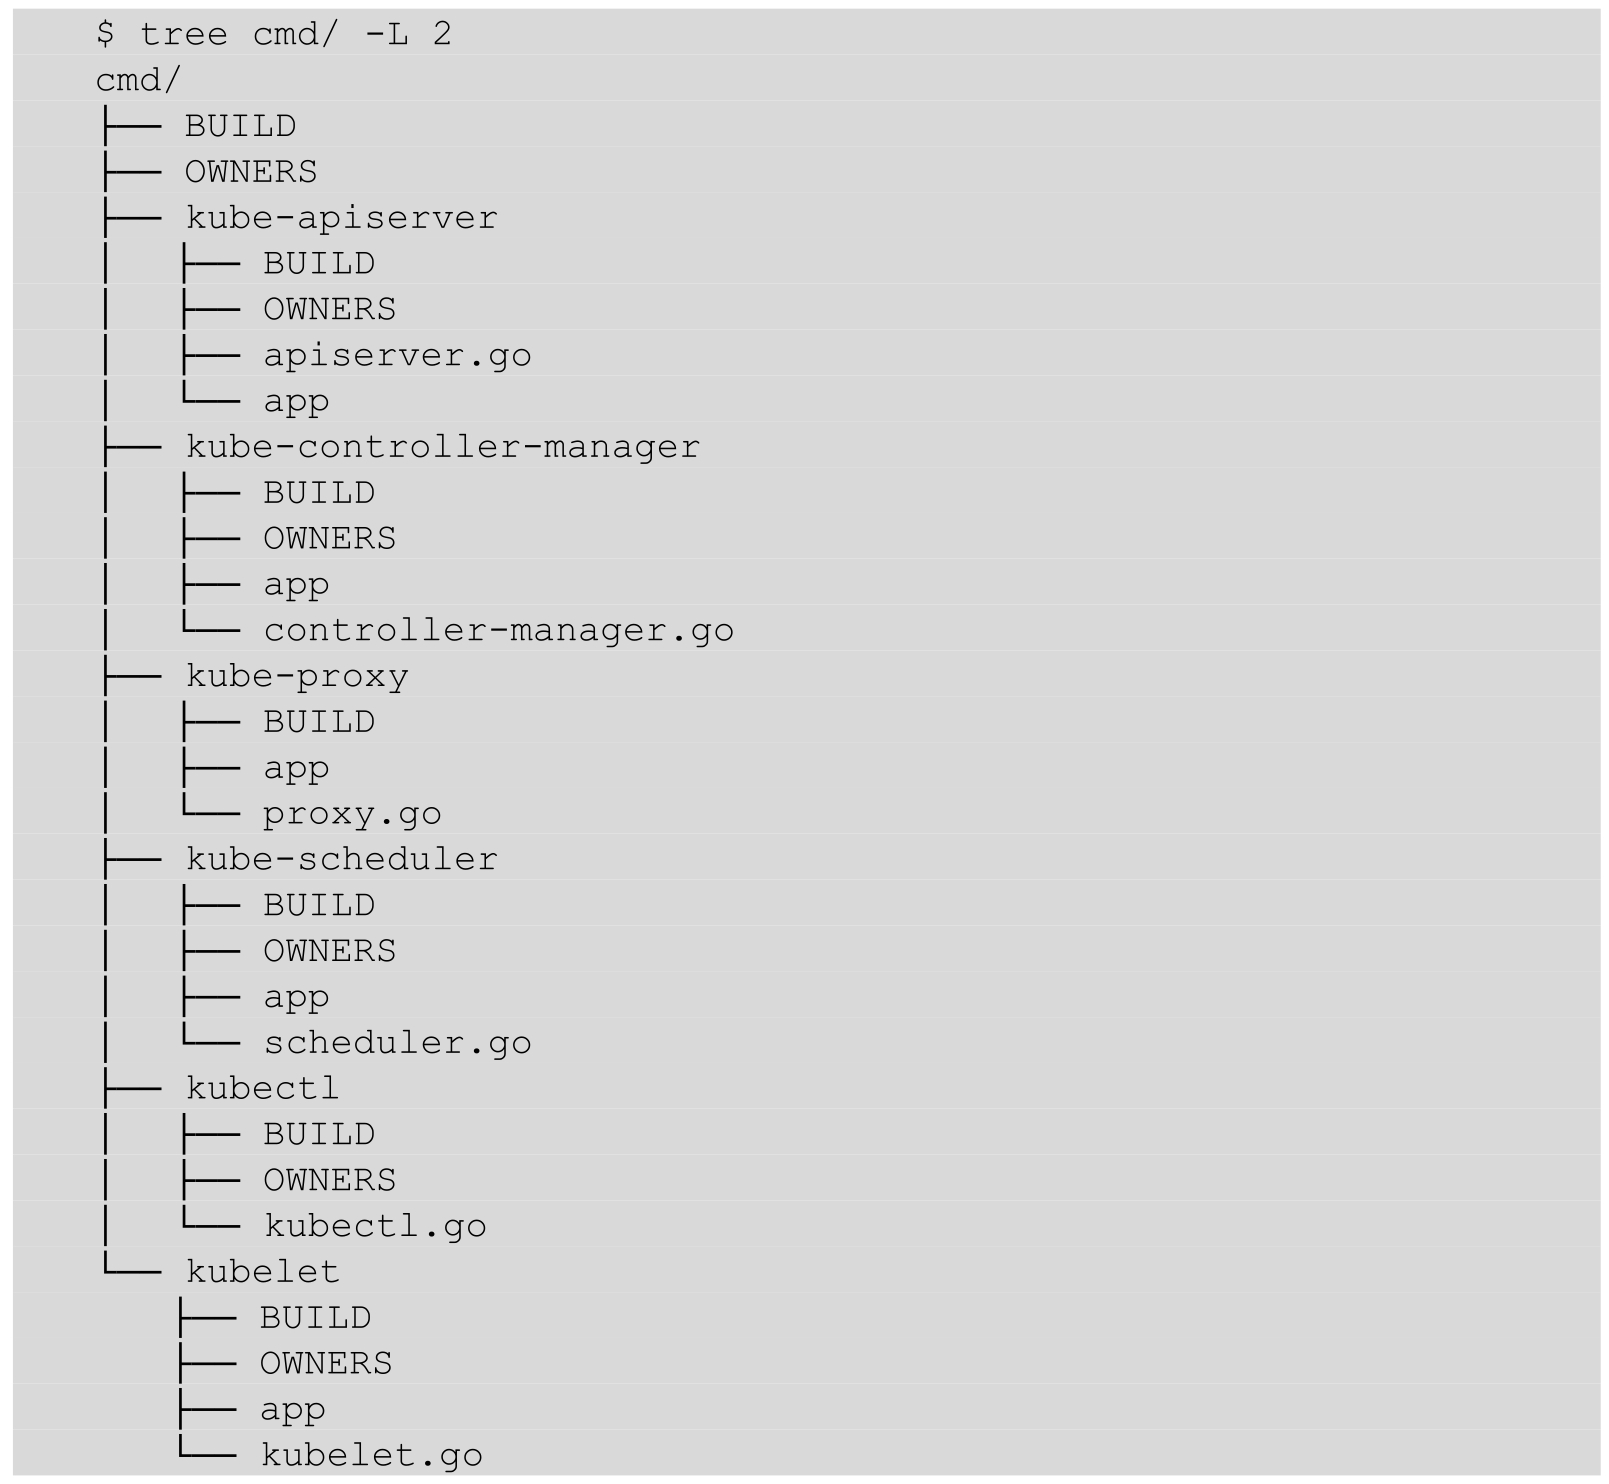 $ tree cmd/ -L 2
cmd/
├── BUILD
├── OWNERS
├── kube-apiserver
│   ├── BUILD
│   ├── OWNERS
│   ├── apiserver.go
│   └── app
├── kube-controller-manager
│   ├── BUILD
│   ├── OWNERS
│   ├── app
│   └── controller-manager.go
├── kube-proxy
│   ├── BUILD
│   ├── app
│   └── proxy.go
├── kube-scheduler
│   ├── BUILD
│   ├── OWNERS
│   ├── app
│   └── scheduler.go
├── kubectl
│   ├── BUILD
│   ├── OWNERS
│   └── kubectl.go
└── kubelet
    ├── BUILD
    ├── OWNERS
    ├── app
    └── kubelet.go